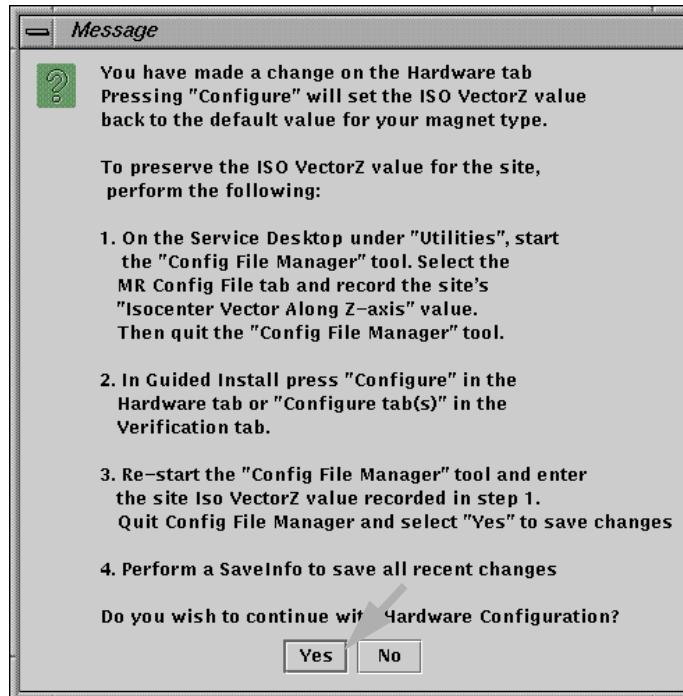 Message
You have made a change on the Hardware tab
Pressing "Configure" will set the ISO VectorZ value
back to the default value for your magnet type.
To preserve the ISO VectorZ value for the site,
perform the following:
1. On the Service Desktop under "Utilities", start
the "Config File Manager" tool. Select the
MR Config File tab and record the site's
"Isocenter Vector Along Z-axis" value.
Then quit the "Config File Manager" tool.
2. In Guided Install press "Configure" in the
Hardware tab or "Configure tab(s)" in the
Verification tab.
3. Re-start the "Config File Manager" tool and enter
the site Iso VectorZ value recorded in step 1.
Quit Config File Manager and select "Yes" to save changes
4. Perform a SaveInfo to save all recent changes
Do you wish to continue with Hardware Configuration?
Yes No